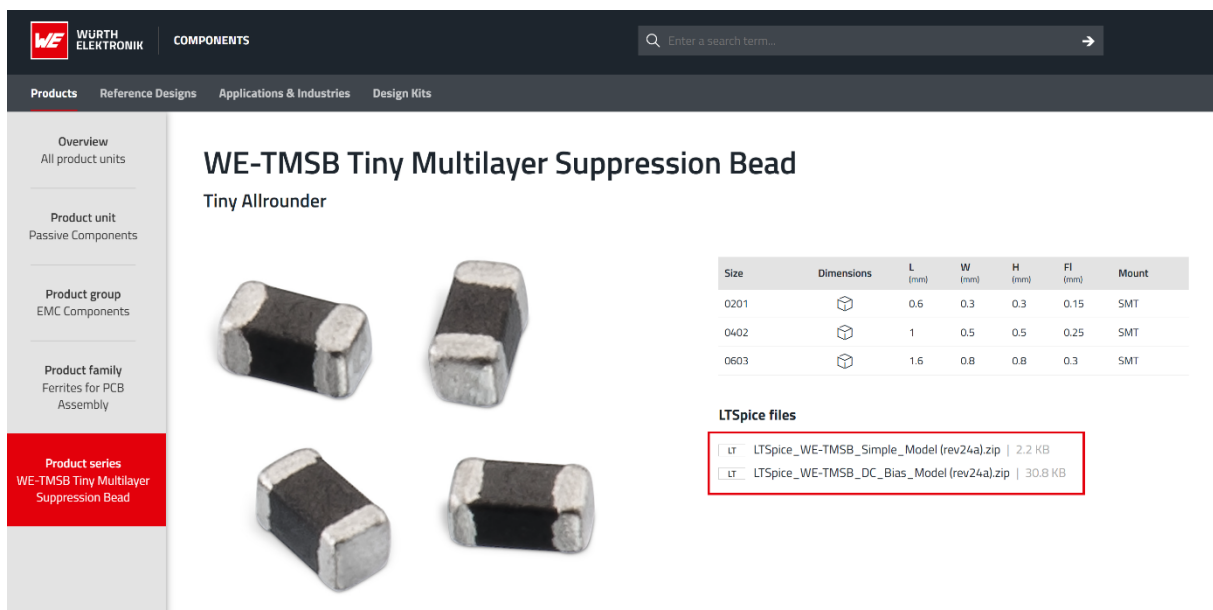 WE WÜRTH ELEKTRONIK COMPONENTS
Enter a search term...
Products Reference Designs Applications & Industries Design Kits
Overview
All product units
Product unit
Passive Components
Product group
EMC Components
Product family
Ferrites for PCB
Assembly
Product series
WE-TMSB Tiny Multilayer
Suppression Bead
WE-TMSB Tiny Multilayer Suppression Bead
Tiny Allrounder
Size Dimensions L (mm) W (mm) H (mm) Fl (mm) Mount
0201 0.6 0.3 0.3 0.15 SMT
0402 1 0.5 0.5 0.25 SMT
0603 1.6 0.8 0.8 0.3 SMT
LTSpice files
LT LTSpice_WE-TMSB_Simple_Model (rev24a).zip | 2.2 KB
LT LTSpice_WE-TMSB_DC_Bias_Model (rev24a).zip | 30.8 KB